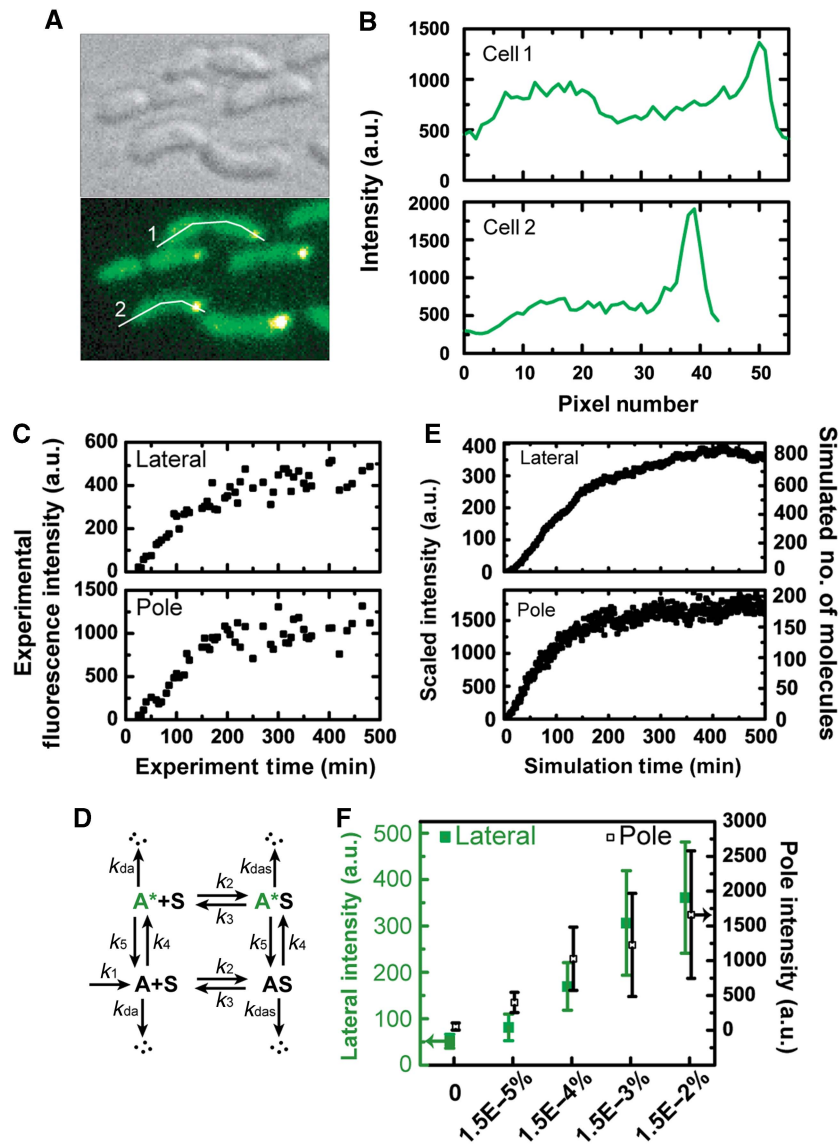 A
1
2
B
Cell 1
1500
1000
500
0
Cell 2
2000
1500
1000
500
0
Intensity (a.u.)
0 10 20 30 40 50
Pixel number
C
Lateral
600
400
200
0
Pole
1500
1000
500
0
Experimental
fluorescence intensity (a.u.)
0 100 200 300 400 500
Experiment time (min)
E
Lateral
400
300
200
100
0
800
600
400
200
0
Pole
1500
1000
500
0
200
150
100
50
0
Scaled intensity (a.u.)
Simulated no. of molecules
0 100 200 300 400 500
Simulation time (min)
D
kda kdas
A*+S k2 k3 A*S
k5 k4 k5 k4
k1 A+S k2 k3 AS
kda kdas
F
Lateral Pole
500
400
300
200
100
0
Lateral intensity (a.u.)
3000
2500
2000
1500
1000
500
0
Pole intensity (a.u.)
0 1.5E–5% 1.5E–4% 1.5E–3% 1.5E–2%